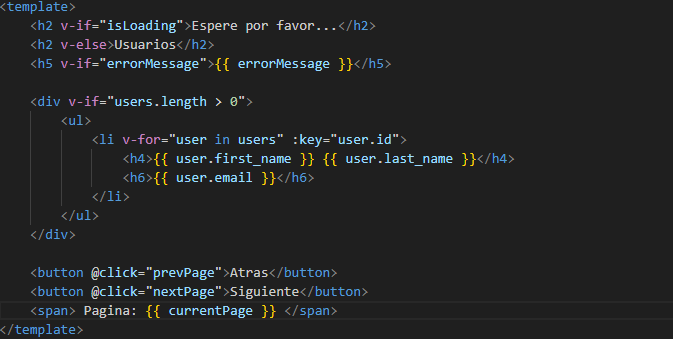 <template>
    <h2 v-if="isLoading">Espere por favor...</h2>
    <h2 v-else>Usuarios</h2>
    <h5 v-if="errorMessage">{{ errorMessage }}</h5>

    <div v-if="users.length > 0">
        <ul>
            <li v-for="user in users" :key="user.id">
                <h4>{{ user.first_name }} {{ user.last_name }}</h4>
                <h6>{{ user.email }}</h6>
            </li>
        </ul>
    </div>

    <button @click="prevPage">Atras</button>
    <button @click="nextPage">Siguiente</button>
    <span> Pagina: {{ currentPage }} </span>
</template>